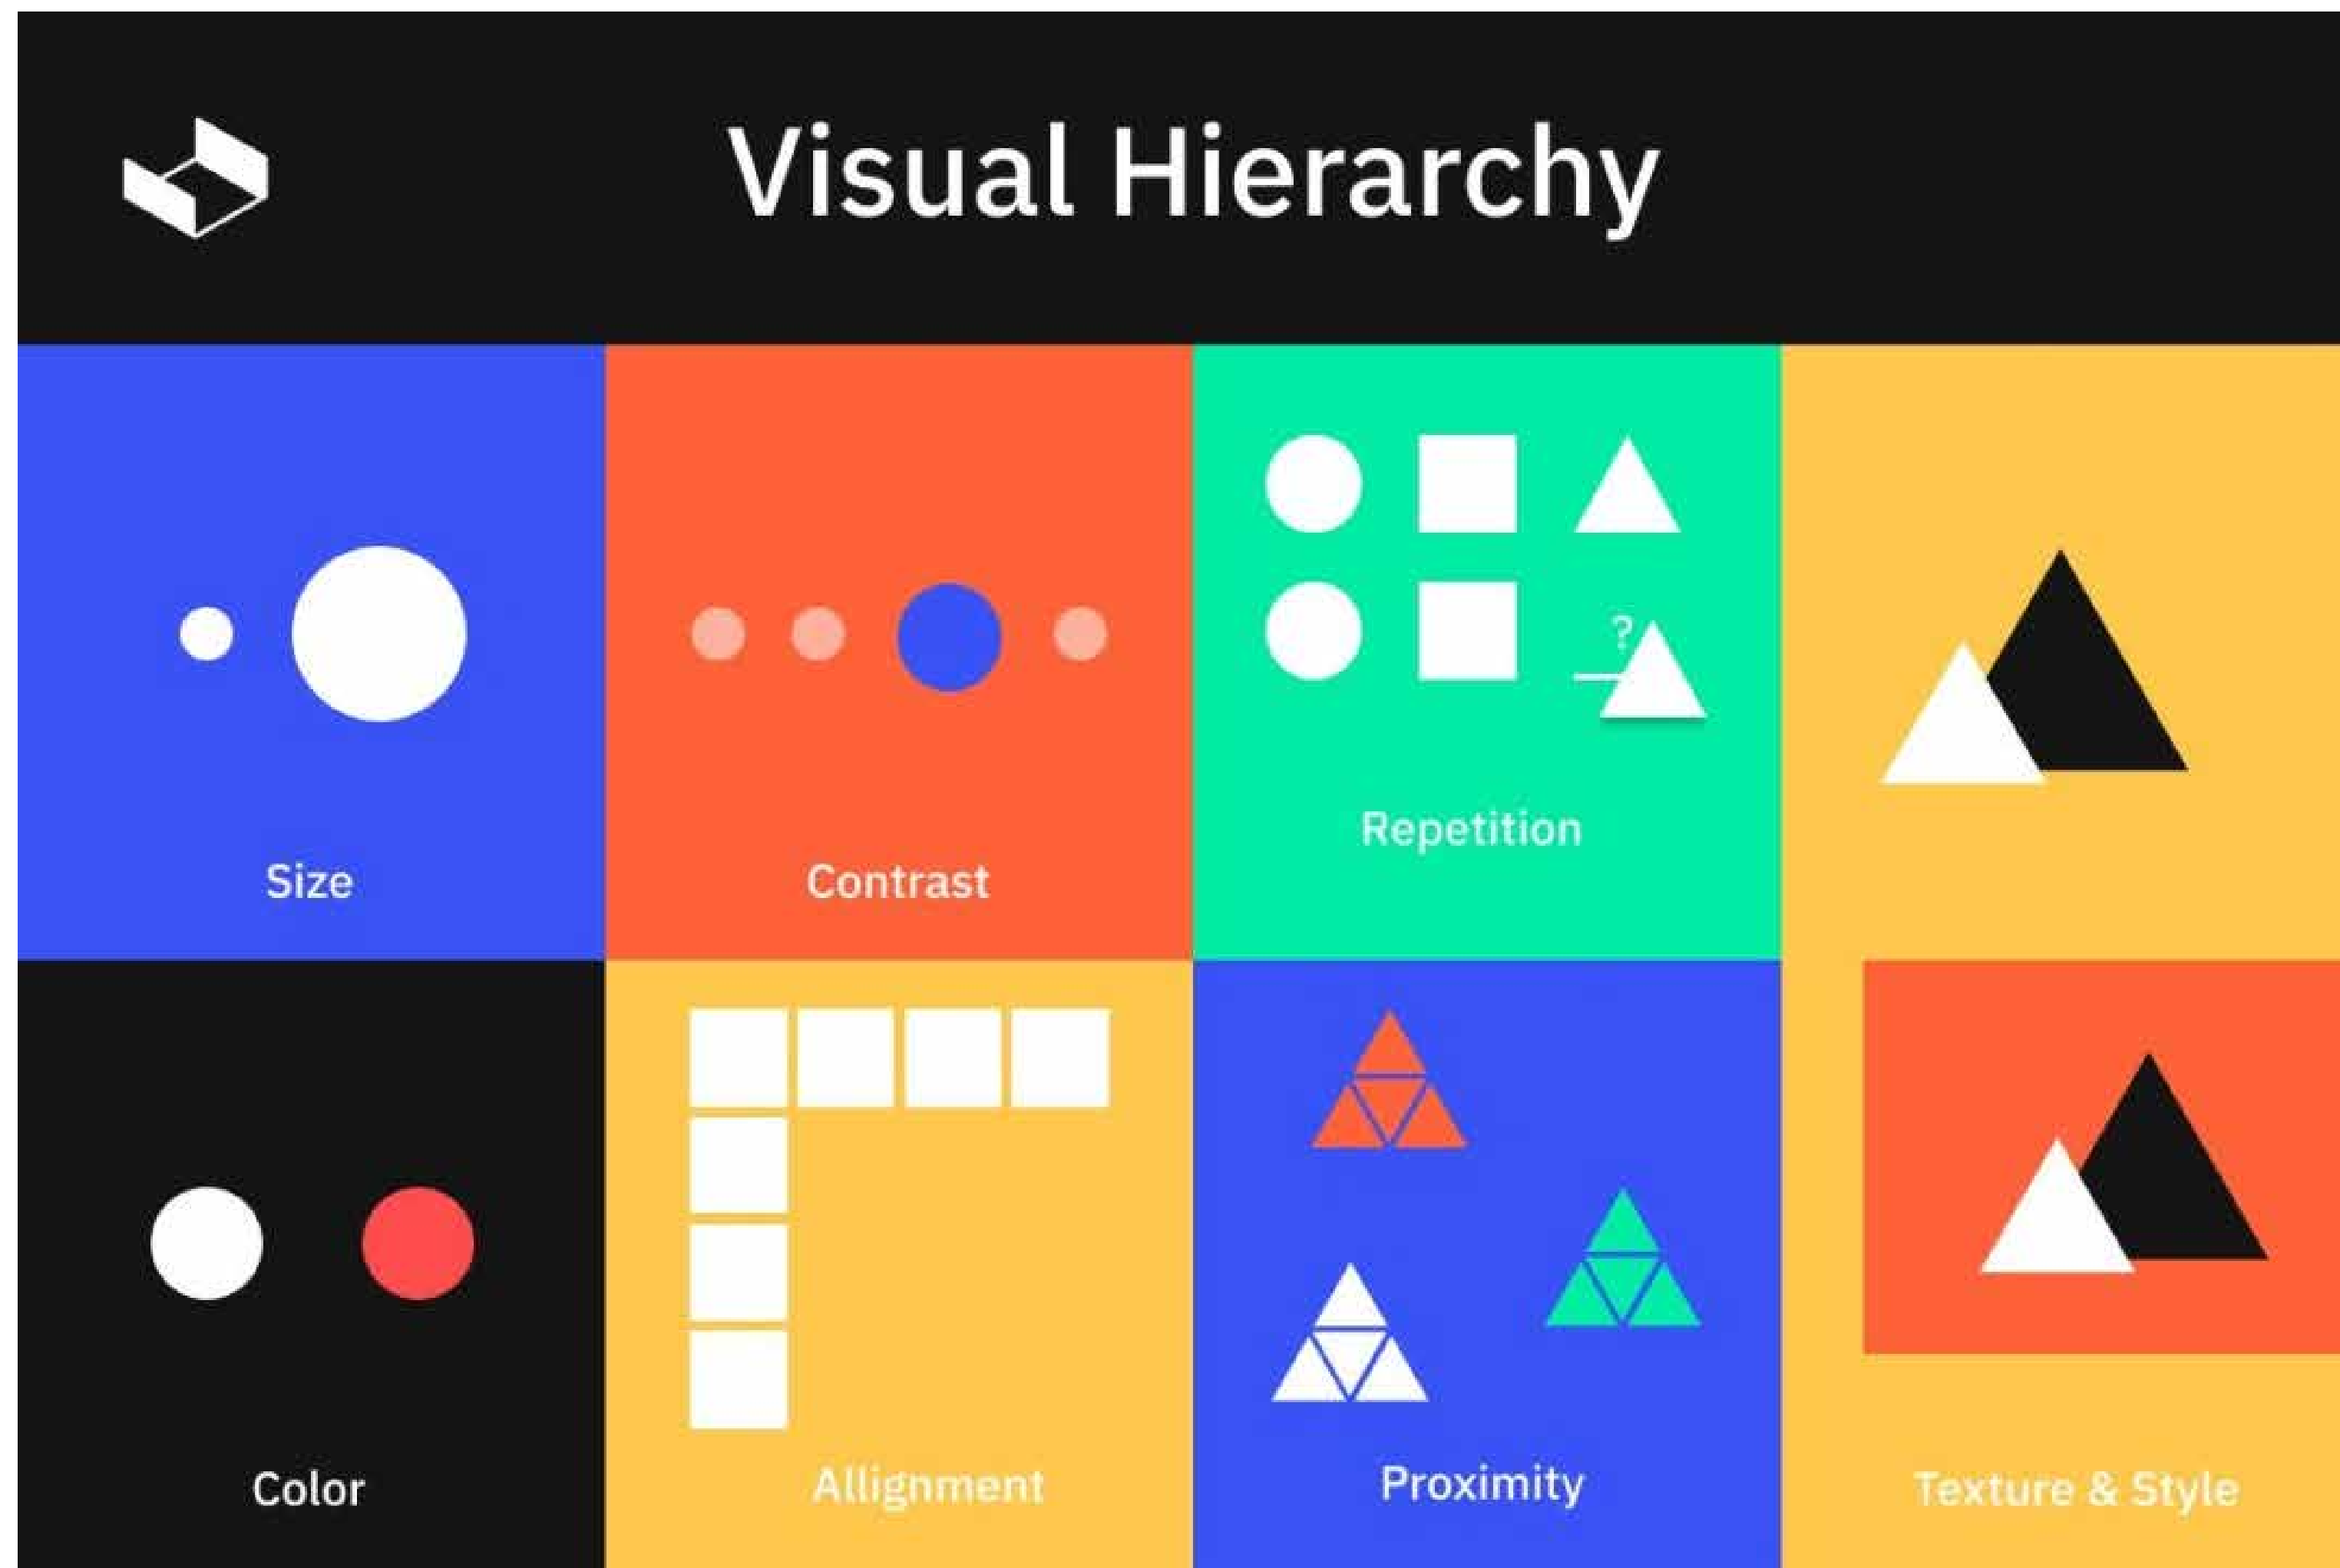 Visual Hierarchy
?
Repetition
Size
Contrast
Color
Allignment
Proximity
Texture & Style